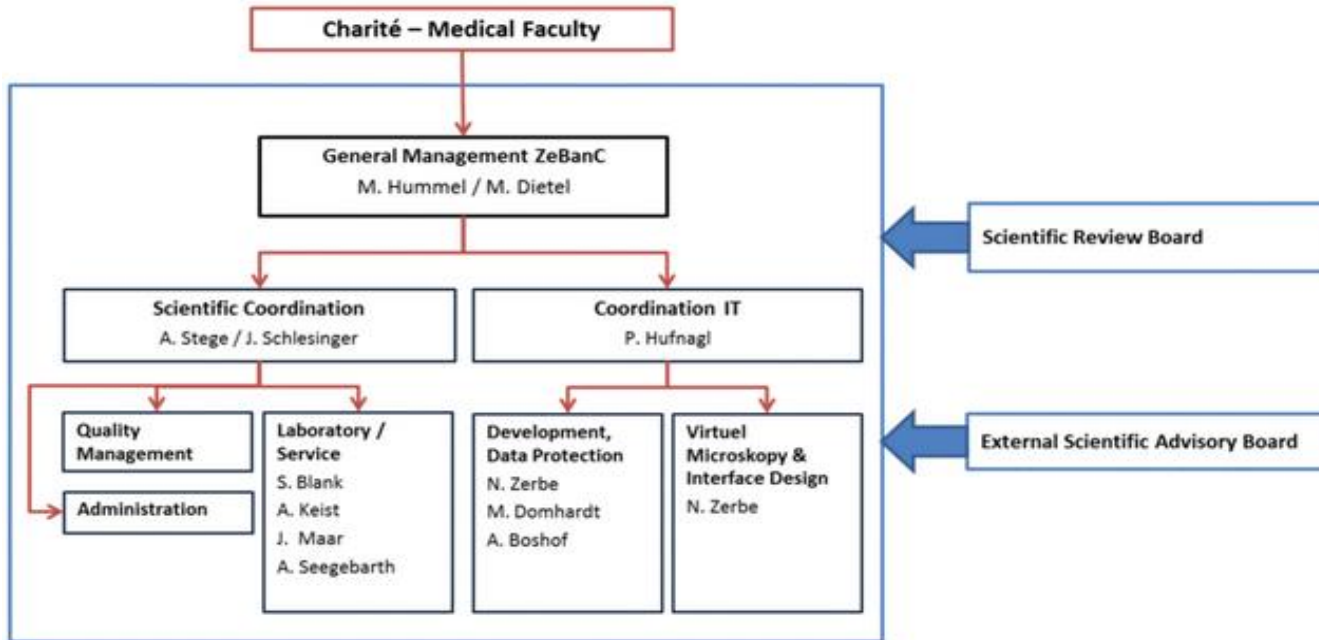 Charité – Medical Faculty
General Management ZeBanC
M. Hummel / M. Dietel
Scientific Review Board
Scientific Coordination
A. Stege / J. Schlesinger
Coordination IT
P. Hufnagl
Quality
Management
Administration
Laboratory /
Service
S. Blank
A. Keist
J. Maar
A. Seegebarth
Development,
Data Protection
N. Zerbe
M. Domhardt
A. Boshof
Virtuel
Microskopy &
Interface Design
N. Zerbe
External Scientific Advisory Board